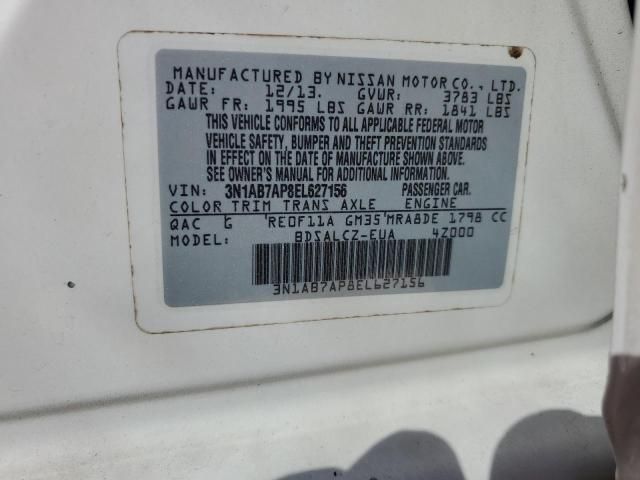 MANUFACTURED BY NISSAN MOTOR CO., LTD.
DATE: 12/13. GVWR: 3783 LBS
GAWR FR: 1995 LBS GAWR RR: 1841 LBS
THIS VEHICLE CONFORMS TO ALL APPLICABLE FEDERAL MOTOR
VEHICLE SAFETY, BUMPER AND THEFT PREVENTION STANDARDS
IN EFFECT ON THE DATE OF MANUFACTURE SHOWN ABOVE.
SEE OWNER'S MANUAL FOR ADDITIONAL INFORMATION.
VIN: 3N1AB7AP8EL627156 PASSENGER CAR.
COLOR TRIM TRANS AXLE ENGINE
QAC G RE0F11A GM35 MRA8DE 1798 CC
MODEL: BDSALCZ-EUA 4Z000
3N1AB7AP8EL627156